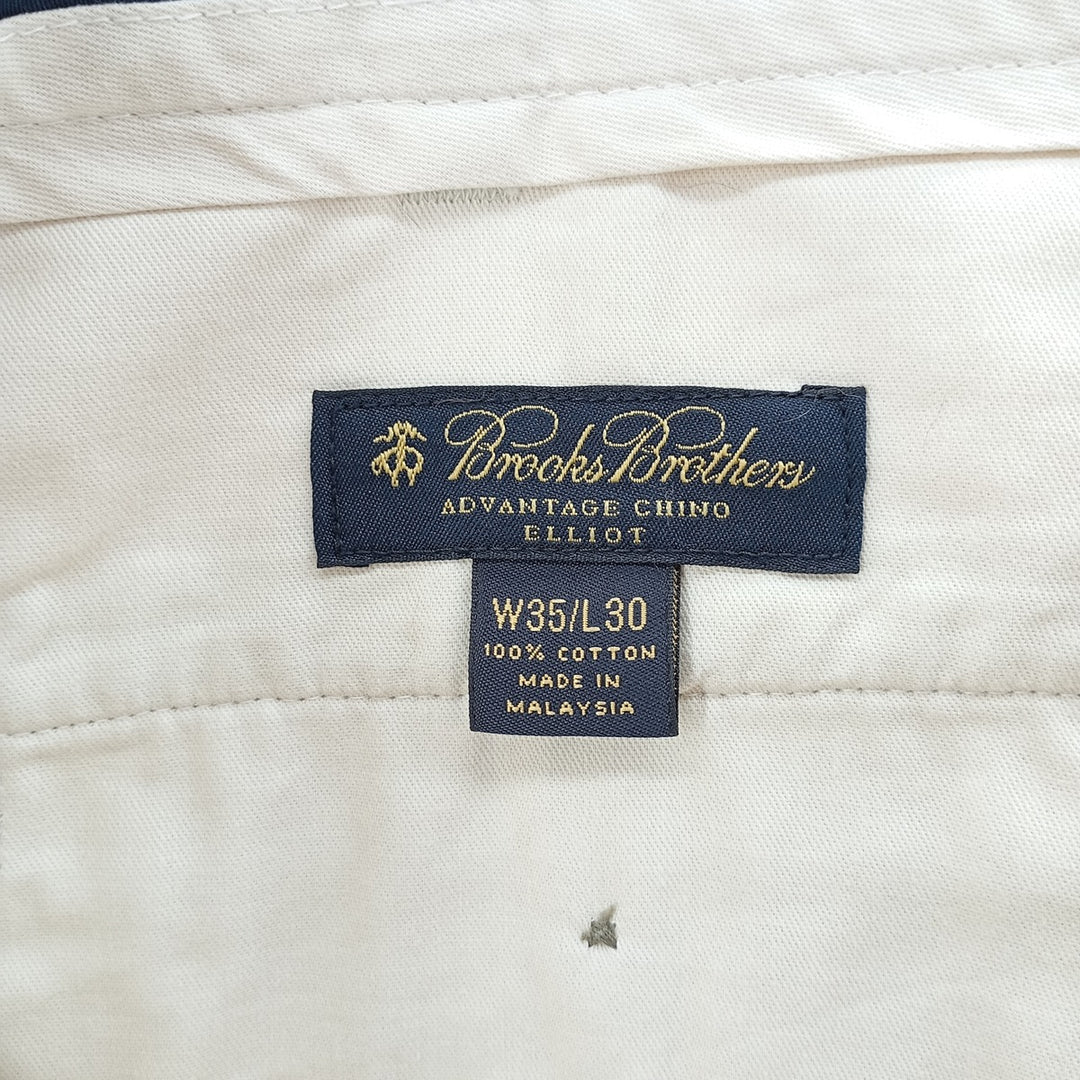 Brooks Brothers
ADVANTAGE CHINO
ELLIOT
W35/L30
100% COTTON
MADE IN
MALAYSIA